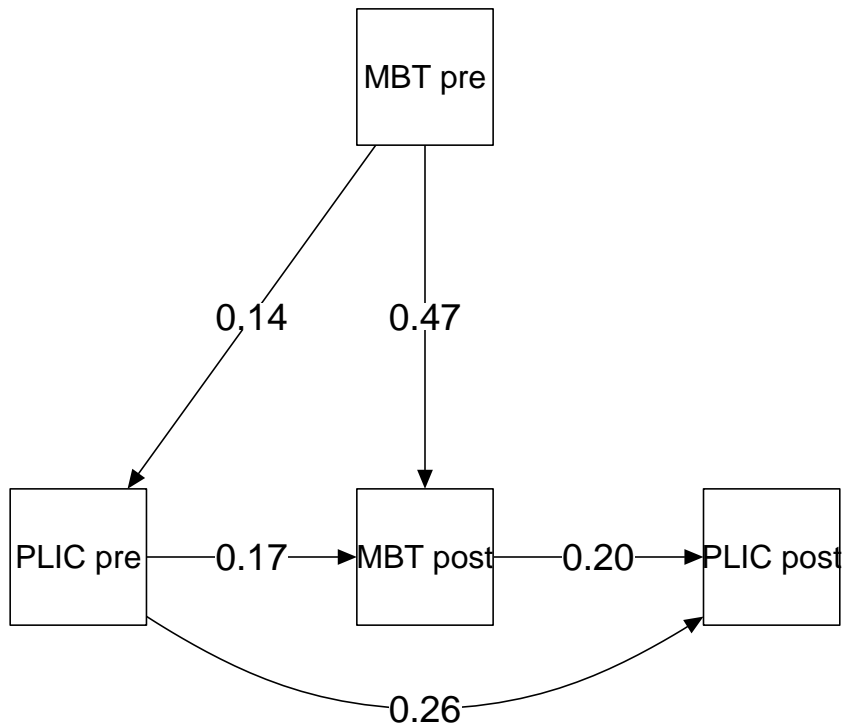 MBT pre
0.14
0.47
PLIC pre
0.17
MBT post
0.20
PLIC post
0.26